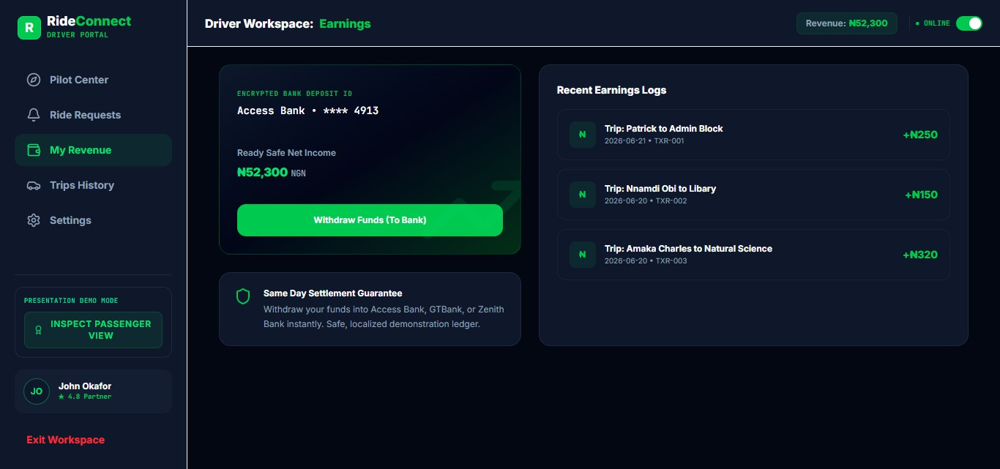 R
RideConnect
DRIVER PORTAL
Pilot Center
Ride Requests
My Revenue
Trips History
Settings
PRESENTATION DEMO MODE
INSPECT PASSENGER
VIEW
JO
John Okafor
★ 4.8 Partner
Exit Workspace
Driver Workspace: Earnings
Revenue: ₦52,300
• ONLINE
ENCRYPTED BANK DEPOSIT ID
Access Bank • **** 4913
Ready Safe Net Income
₦52,300 NGN
Withdraw Funds (To Bank)
Same Day Settlement Guarantee
Withdraw your funds into Access Bank, GTBank, or Zenith
Bank instantly. Safe, localized demonstration ledger.
Recent Earnings Logs
₦
Trip: Patrick to Admin Block
2026-06-21 • TXR-001
+₦250
₦
Trip: Nnamdi Obi to Libary
2026-06-20 • TXR-002
+₦150
₦
Trip: Amaka Charles to Natural Science
2026-06-20 • TXR-003
+₦320